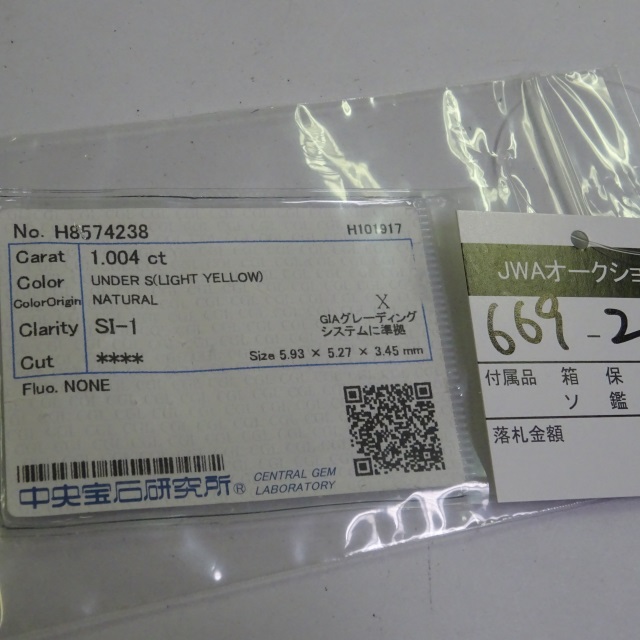 No. H8574238 H101917
Carat 1.004 ct
Color UNDER S(LIGHT YELLOW)
ColorOrigin NATURAL
Clarity SI-1
GIAグレーディング
システムに準拠
Cut ****
Size 5.93 × 5.27 × 3.45 mm
Fluo. NONE
中央宝石研究所®
CENTRAL GEM
LABORATORY
JWAオークショ
669-2
付属品 箱 保
ソ 鑑
落札金額